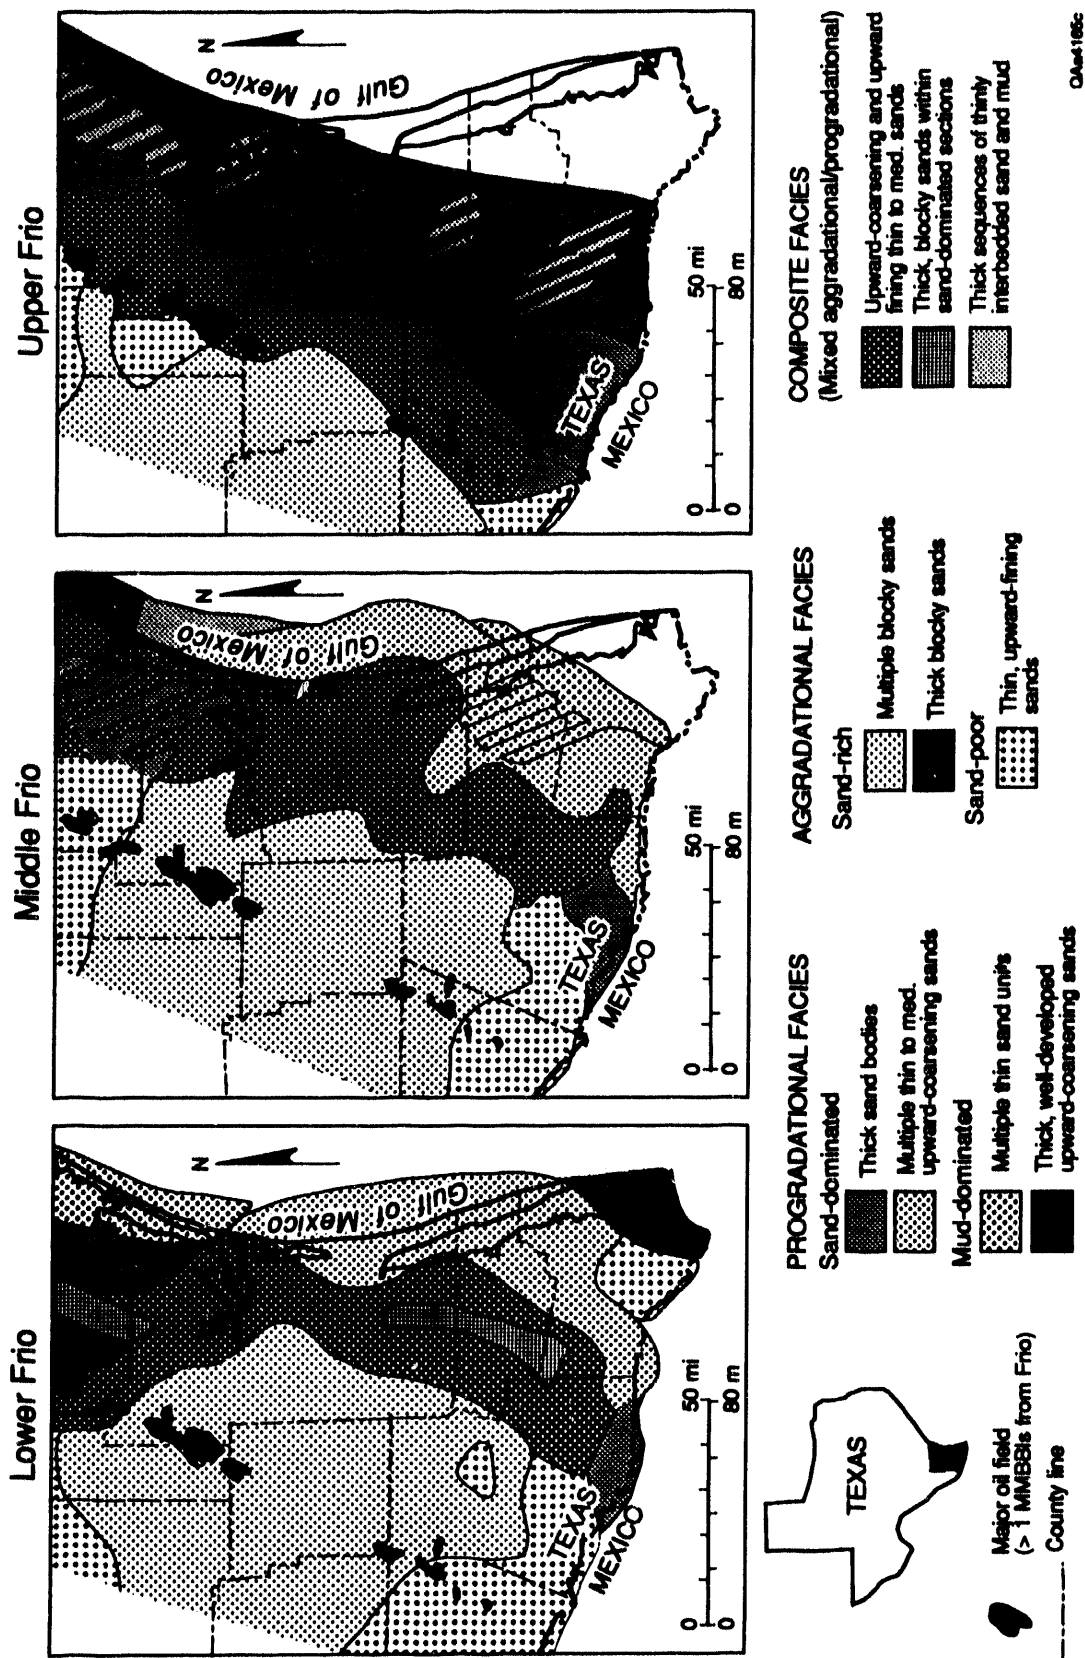 Lower Frio
N
Gulf of Mexico
TEXAS
MEXICO
0 50 mi
0 80 m
Middle Frio
N
Gulf of Mexico
TEXAS
MEXICO
0 50 mi
0 80 m
Upper Frio
N
Gulf of Mexico
TEXAS
MEXICO
0 50 mi
0 80 m
TEXAS
Major oil field
(> 1 MMBBls from Frio)
County line
PROGRADATIONAL FACIES
Sand-dominated
Thick sand bodies
Multiple thin to med.
upward-coarsening sands
Mud-dominated
Multiple thin sand units
Thick, well-developed
upward-coarsening sands
AGGRADATIONAL FACIES
Sand-rich
Multiple blocky sands
Thick blocky sands
Sand-poor
Thin, upward-fining
sands
COMPOSITE FACIES
(Mixed aggradational/progradational)
Upward-coarsening and upward
fining thin to med. sands
Thick, blocky sands within
sand-dominated sections
Thick sequences of thinly
interbedded sand and mud
QAa4165c